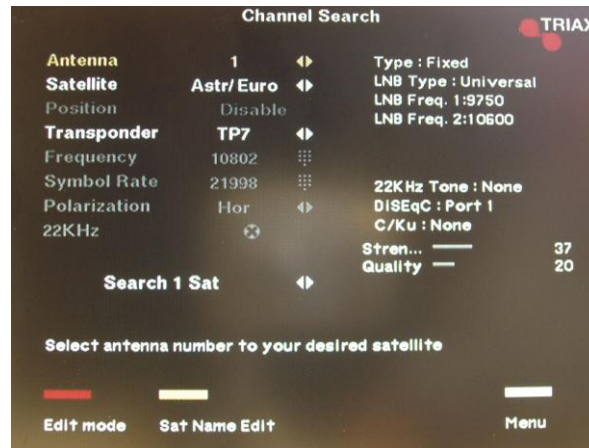 Channel Search
TRIAX
Antenna 1
Satellite Astr/Euro
Position Disable
Transponder TP7
Frequency 10802
Symbol Rate 21998
Polarization Hor
22KHz
Search 1 Sat
Type : Fixed
LNB Type : Universal
LNB Freq. 1:9750
LNB Freq. 2:10600
22KHz Tone : None
DiSEqC : Port 1
C/Ku : None
Stren... 37
Quality 20
Select antenna number to your desired satellite
Edit mode
Sat Name Edit
Menu